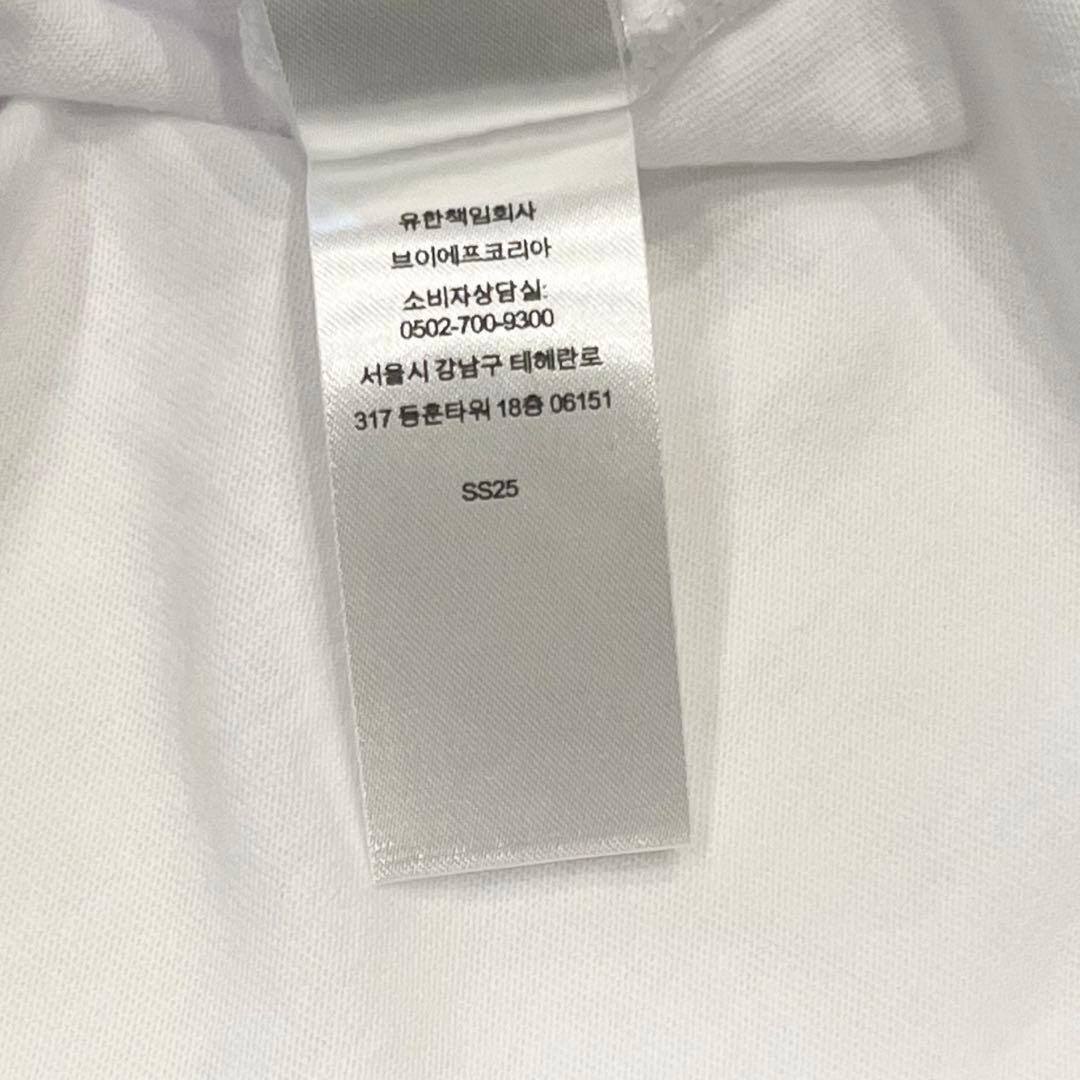 유한책임회사
브이에프코리아
소비자상담실:
0502-700-9300
서울시 강남구 테헤란로
317 동훈타워 18층 06151
SS25